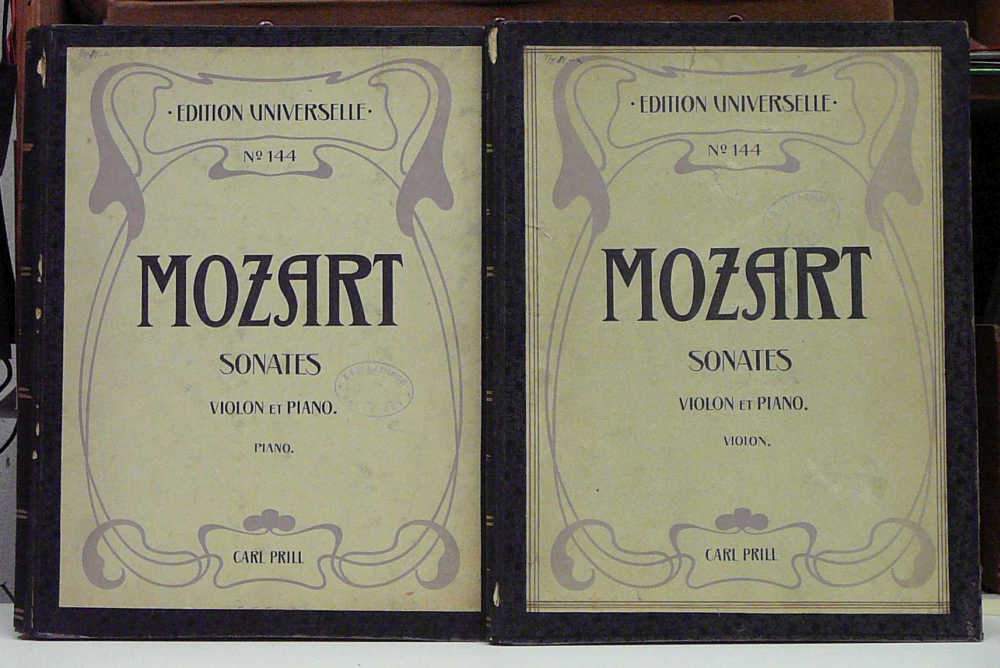 · EDITION UNIVERSELLE ·
Nº 144
MOZART
SONATES
VIOLON ET PIANO.
PIANO.
CARL PRILL
· EDITION UNIVERSELLE ·
Nº 144
MOZART
SONATES
VIOLON ET PIANO.
VIOLON.
CARL PRILL